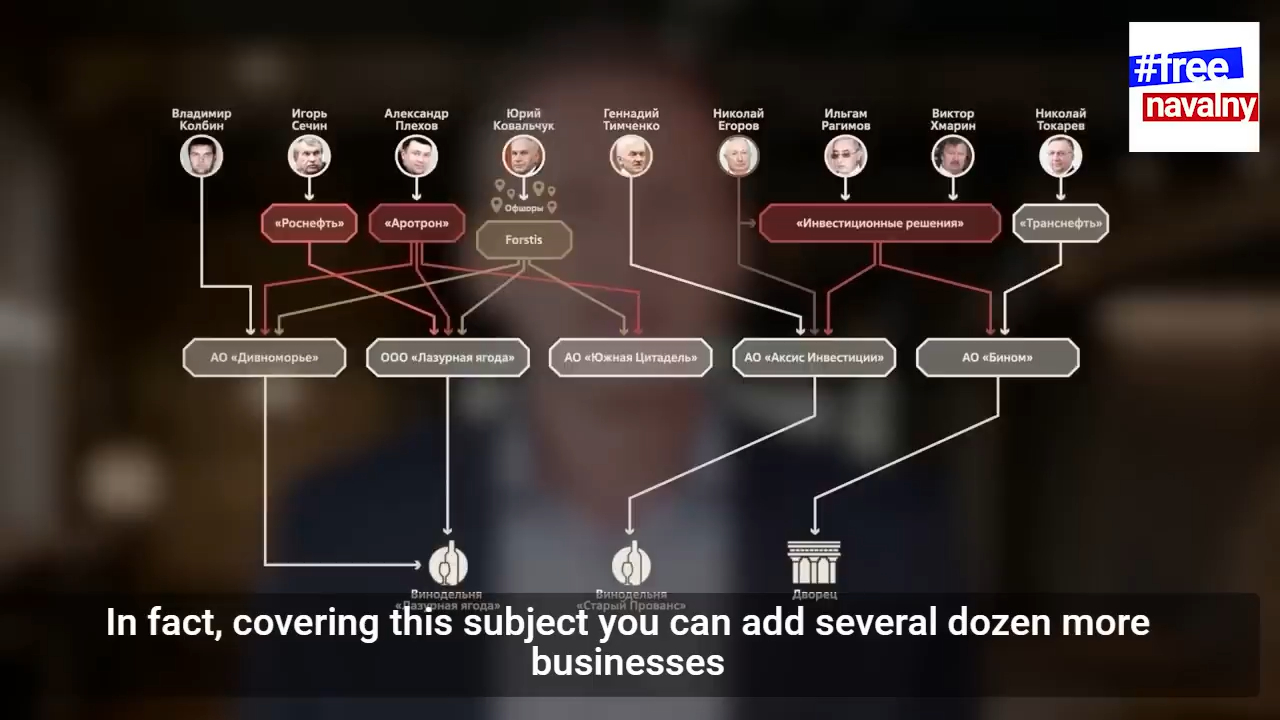 #free
navalny
Владимир
Колбин
Игорь
Сечин
Александр
Плехов
Юрий
Ковальчук
Геннадий
Тимченко
Николай
Егоров
Ильгам
Рагимов
Виктор
Хмарин
Николай
Токарев
Офшоры
«Роснефть»
«Аротрон»
Forstis
«Инвестиционные решения»
«Транснефть»
АО «Дивноморье»
ООО «Лазурная ягода»
АО «Южная Цитадель»
АО «Аксис Инвестиции»
АО «Бином»
Винодельня
«Лазурная ягода»
Винодельня
«Старый Прованс»
Дворец
In fact, covering this subject you can add several dozen more
businesses